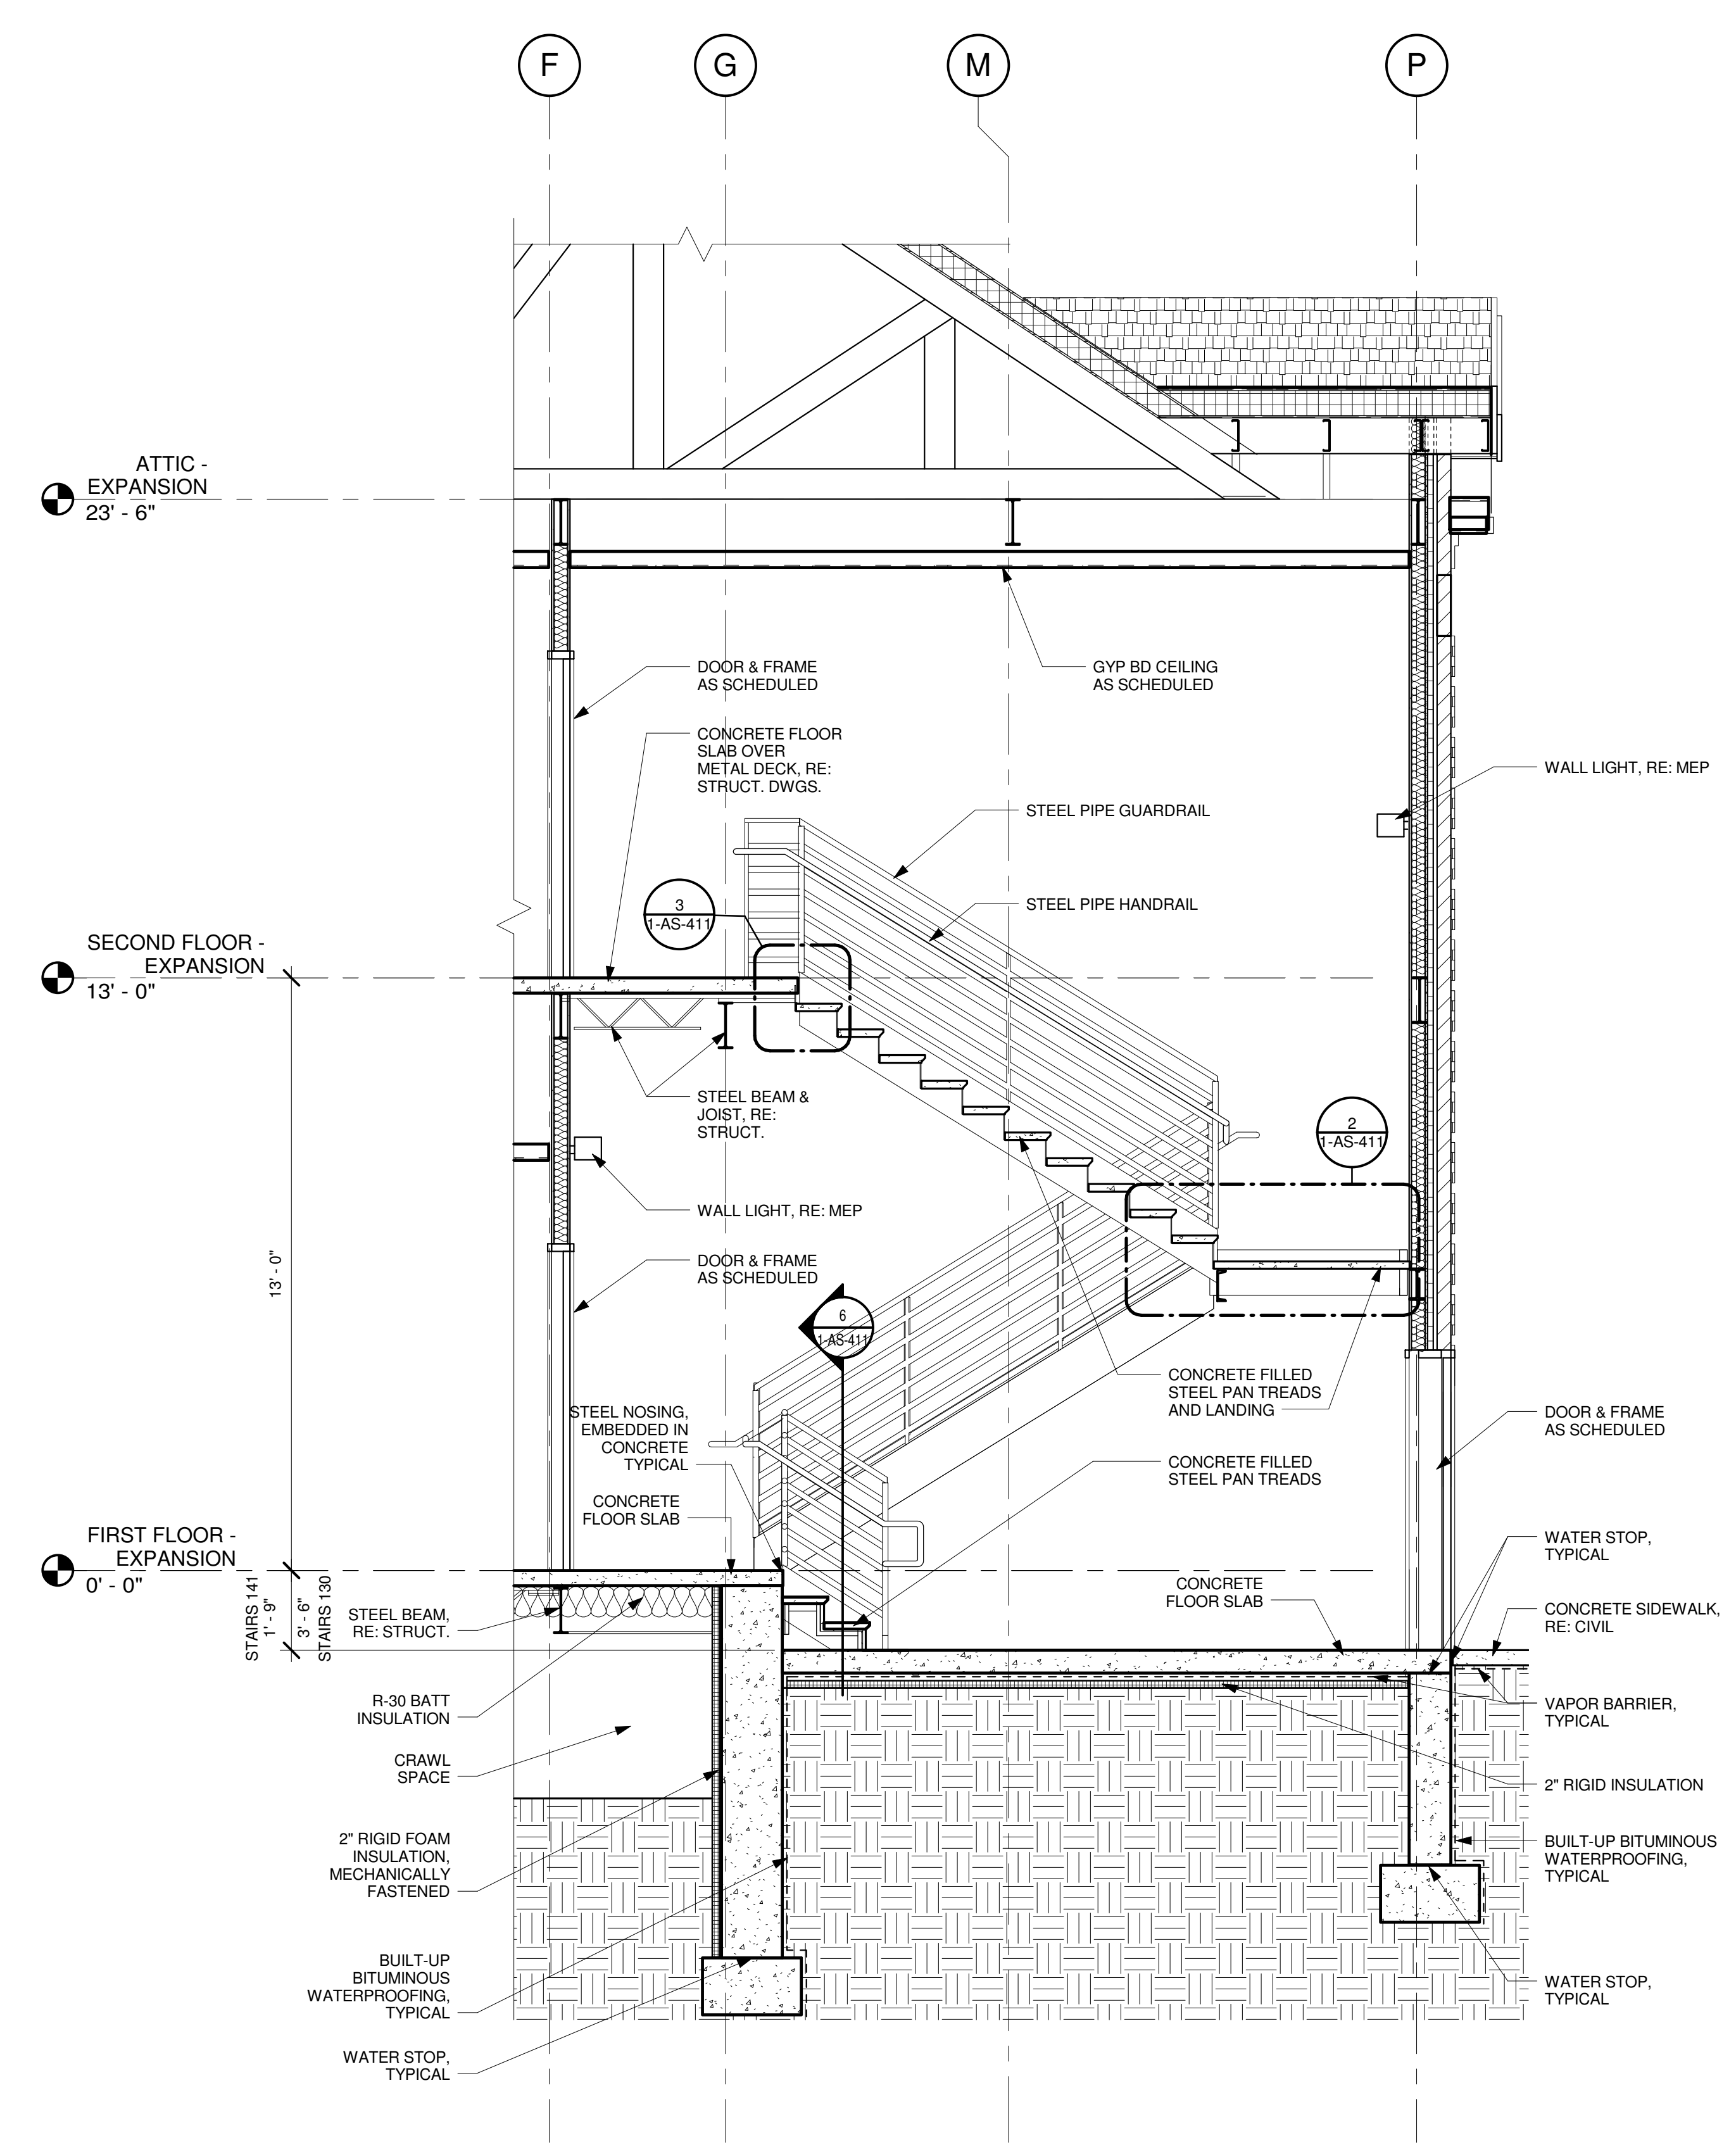 F
G
M
P
ATTIC -
EXPANSION
23' - 6"
DOOR & FRAME
AS SCHEDULED
GYP BD CEILING
AS SCHEDULED
CONCRETE FLOOR
SLAB OVER
METAL DECK, RE:
STRUCT. DWGS.
WALL LIGHT, RE: MEP
STEEL PIPE GUARDRAIL
STEEL PIPE HANDRAIL
3
1-AS-411
SECOND FLOOR -
EXPANSION
13' - 0"
STEEL BEAM &
JOIST, RE:
STRUCT.
2
1-AS-411
WALL LIGHT, RE: MEP
DOOR & FRAME
AS SCHEDULED
13' - 0"
6
1-AS-411
CONCRETE FILLED
STEEL PAN TREADS
AND LANDING
STEEL NOSING,
EMBEDDED IN
CONCRETE
TYPICAL
DOOR & FRAME
AS SCHEDULED
CONCRETE FILLED
STEEL PAN TREADS
CONCRETE
FLOOR SLAB
FIRST FLOOR -
EXPANSION
0' - 0"
WATER STOP,
TYPICAL
STAIRS 141
1' - 9"
3' - 6"
STAIRS 130
STEEL BEAM,
RE: STRUCT.
CONCRETE
FLOOR SLAB
CONCRETE SIDEWALK,
RE: CIVIL
R-30 BATT
INSULATION
VAPOR BARRIER,
TYPICAL
CRAWL
SPACE
2" RIGID INSULATION
2" RIGID FOAM
INSULATION,
MECHANICALLY
FASTENED
BUILT-UP BITUMINOUS
WATERPROOFING,
TYPICAL
BUILT-UP
BITUMINOUS
WATERPROOFING,
TYPICAL
WATER STOP,
TYPICAL
WATER STOP,
TYPICAL